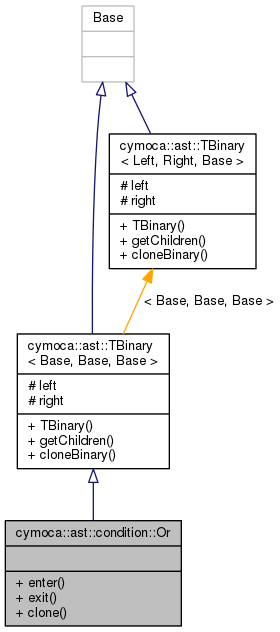 Base
cymoca::ast::TBinary
< Left, Right, Base >
# left
# right
+ TBinary()
+ getChildren()
+ cloneBinary()
< Base, Base, Base >
cymoca::ast::TBinary
< Base, Base, Base >
# left
# right
+ TBinary()
+ getChildren()
+ cloneBinary()
cymoca::ast::condition::Or
+ enter()
+ exit()
+ clone()